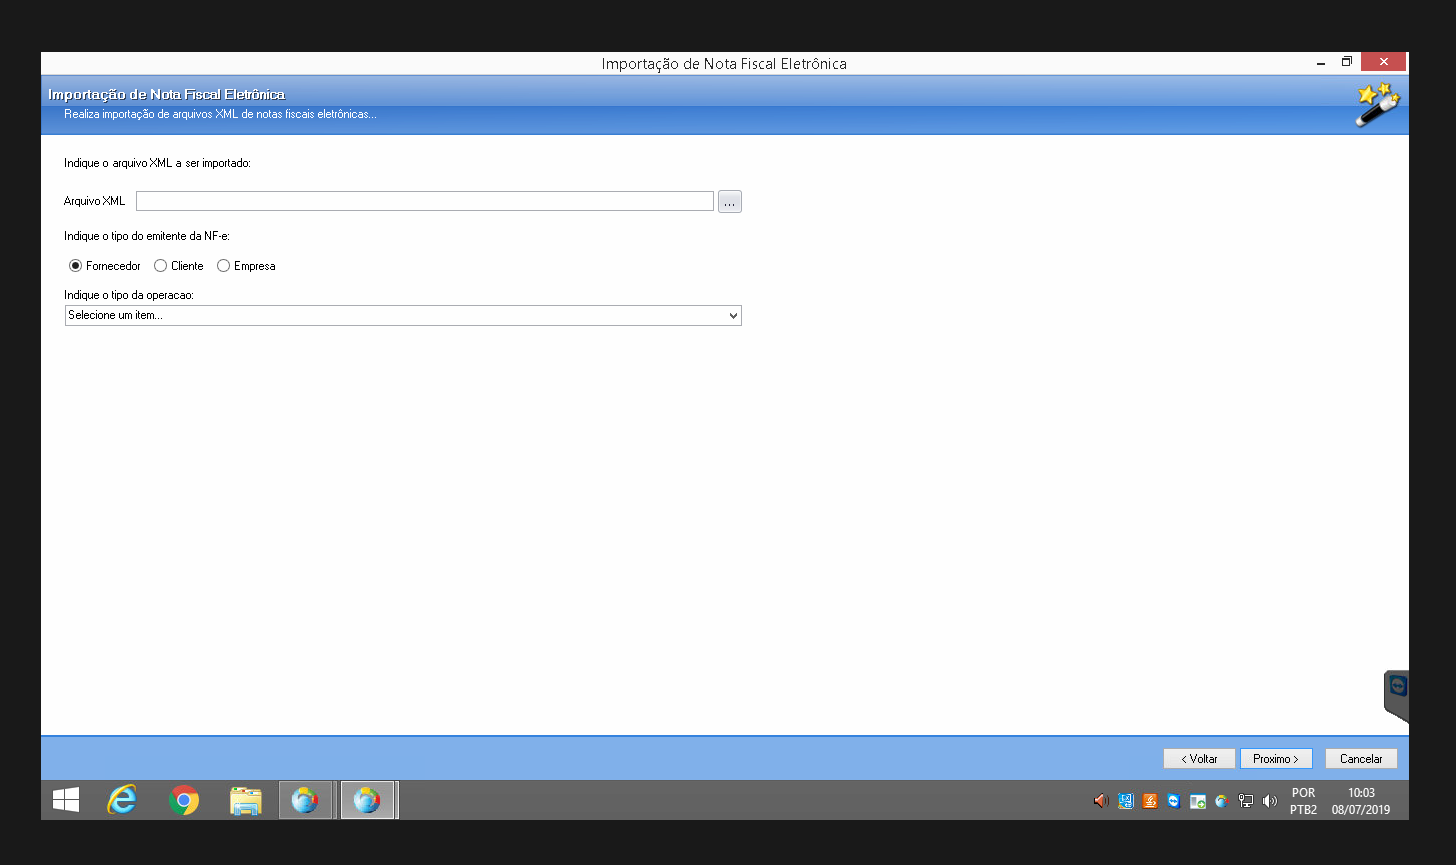 Importação de Nota Fiscal Eletrônica
Importação de Nota Fiscal Eletrônica
Realiza importação de arquivos XML de notas fiscais eletrônicas...
Indique o arquivo XML a ser importado:
Arquivo XML
...
Indique o tipo do emitente da NF-e:
Fornecedor Cliente Empresa
Indique o tipo da operacao:
Selecione um item...
< Voltar Proximo > Cancelar
POR 10:03
PTB2 08/07/2019